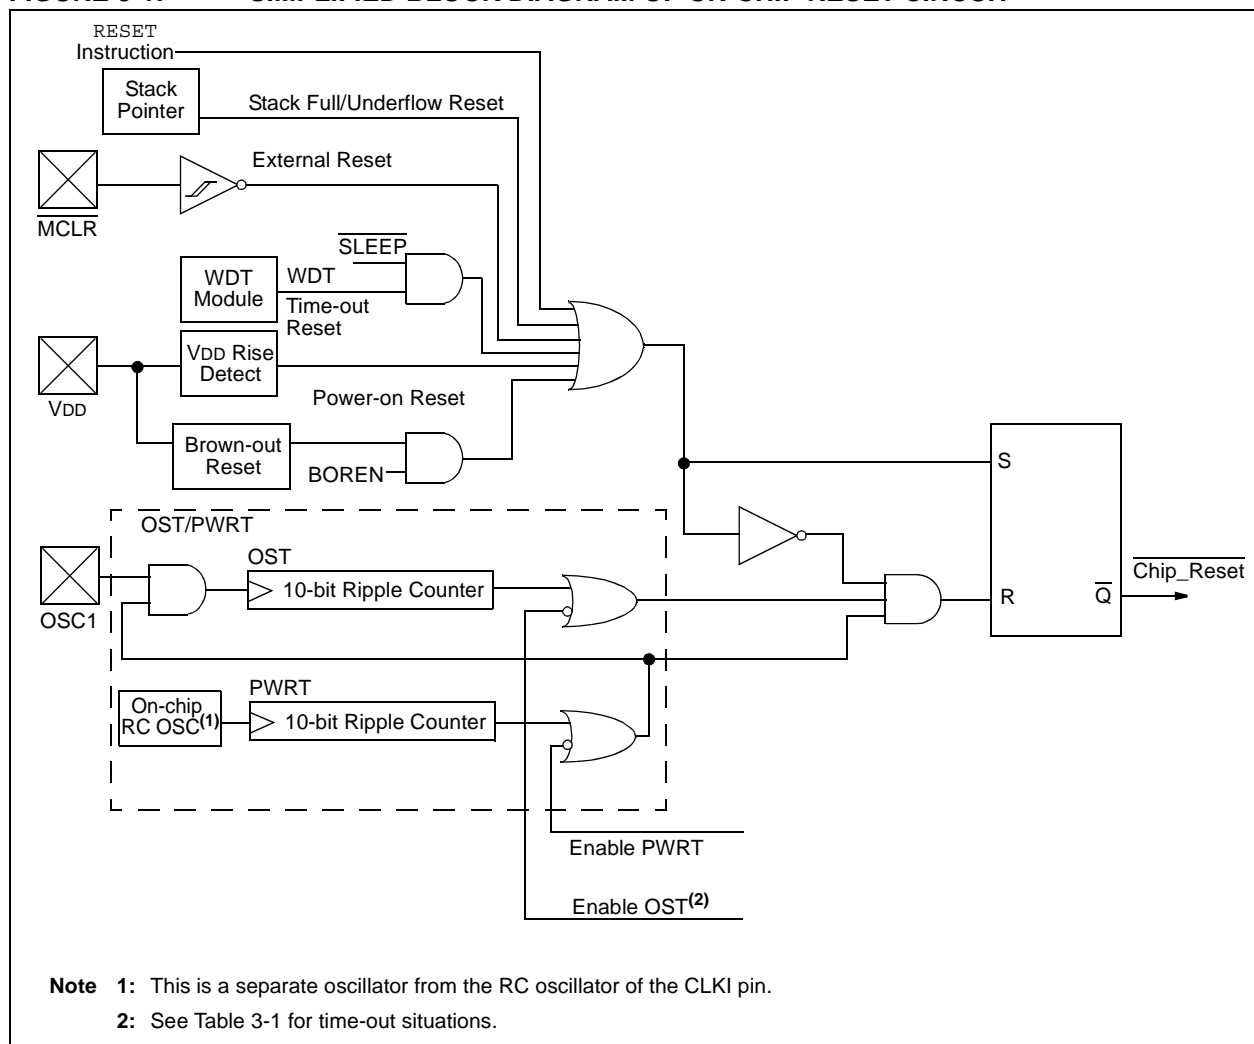 RESET
Instruction
Stack
Pointer
Stack Full/Underflow Reset
External Reset
MCLR
SLEEP
WDT
Module
WDT
Time-out
Reset
VDD Rise
Detect
VDD
Power-on Reset
Brown-out
Reset
BOREN
S
OST/PWRT
OST
10-bit Ripple Counter
OSC1
Chip_Reset
R
Q
PWRT
On-chip
RC OSC(1)
10-bit Ripple Counter
Enable PWRT
Enable OST(2)
Note 1: This is a separate oscillator from the RC oscillator of the CLKI pin.
2: See Table 3-1 for time-out situations.